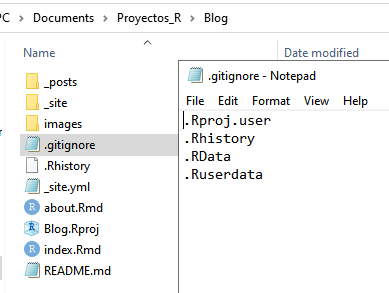 PC > Documents > Proyectos_R > Blog
Name
Date modified
_posts
_site
images
.gitignore
.Rhistory
_site.yml
about.Rmd
Blog.Rproj
index.Rmd
README.md
.gitignore - Notepad
File Edit Format View Help
.Rproj.user
.Rhistory
.RData
.Ruserdata